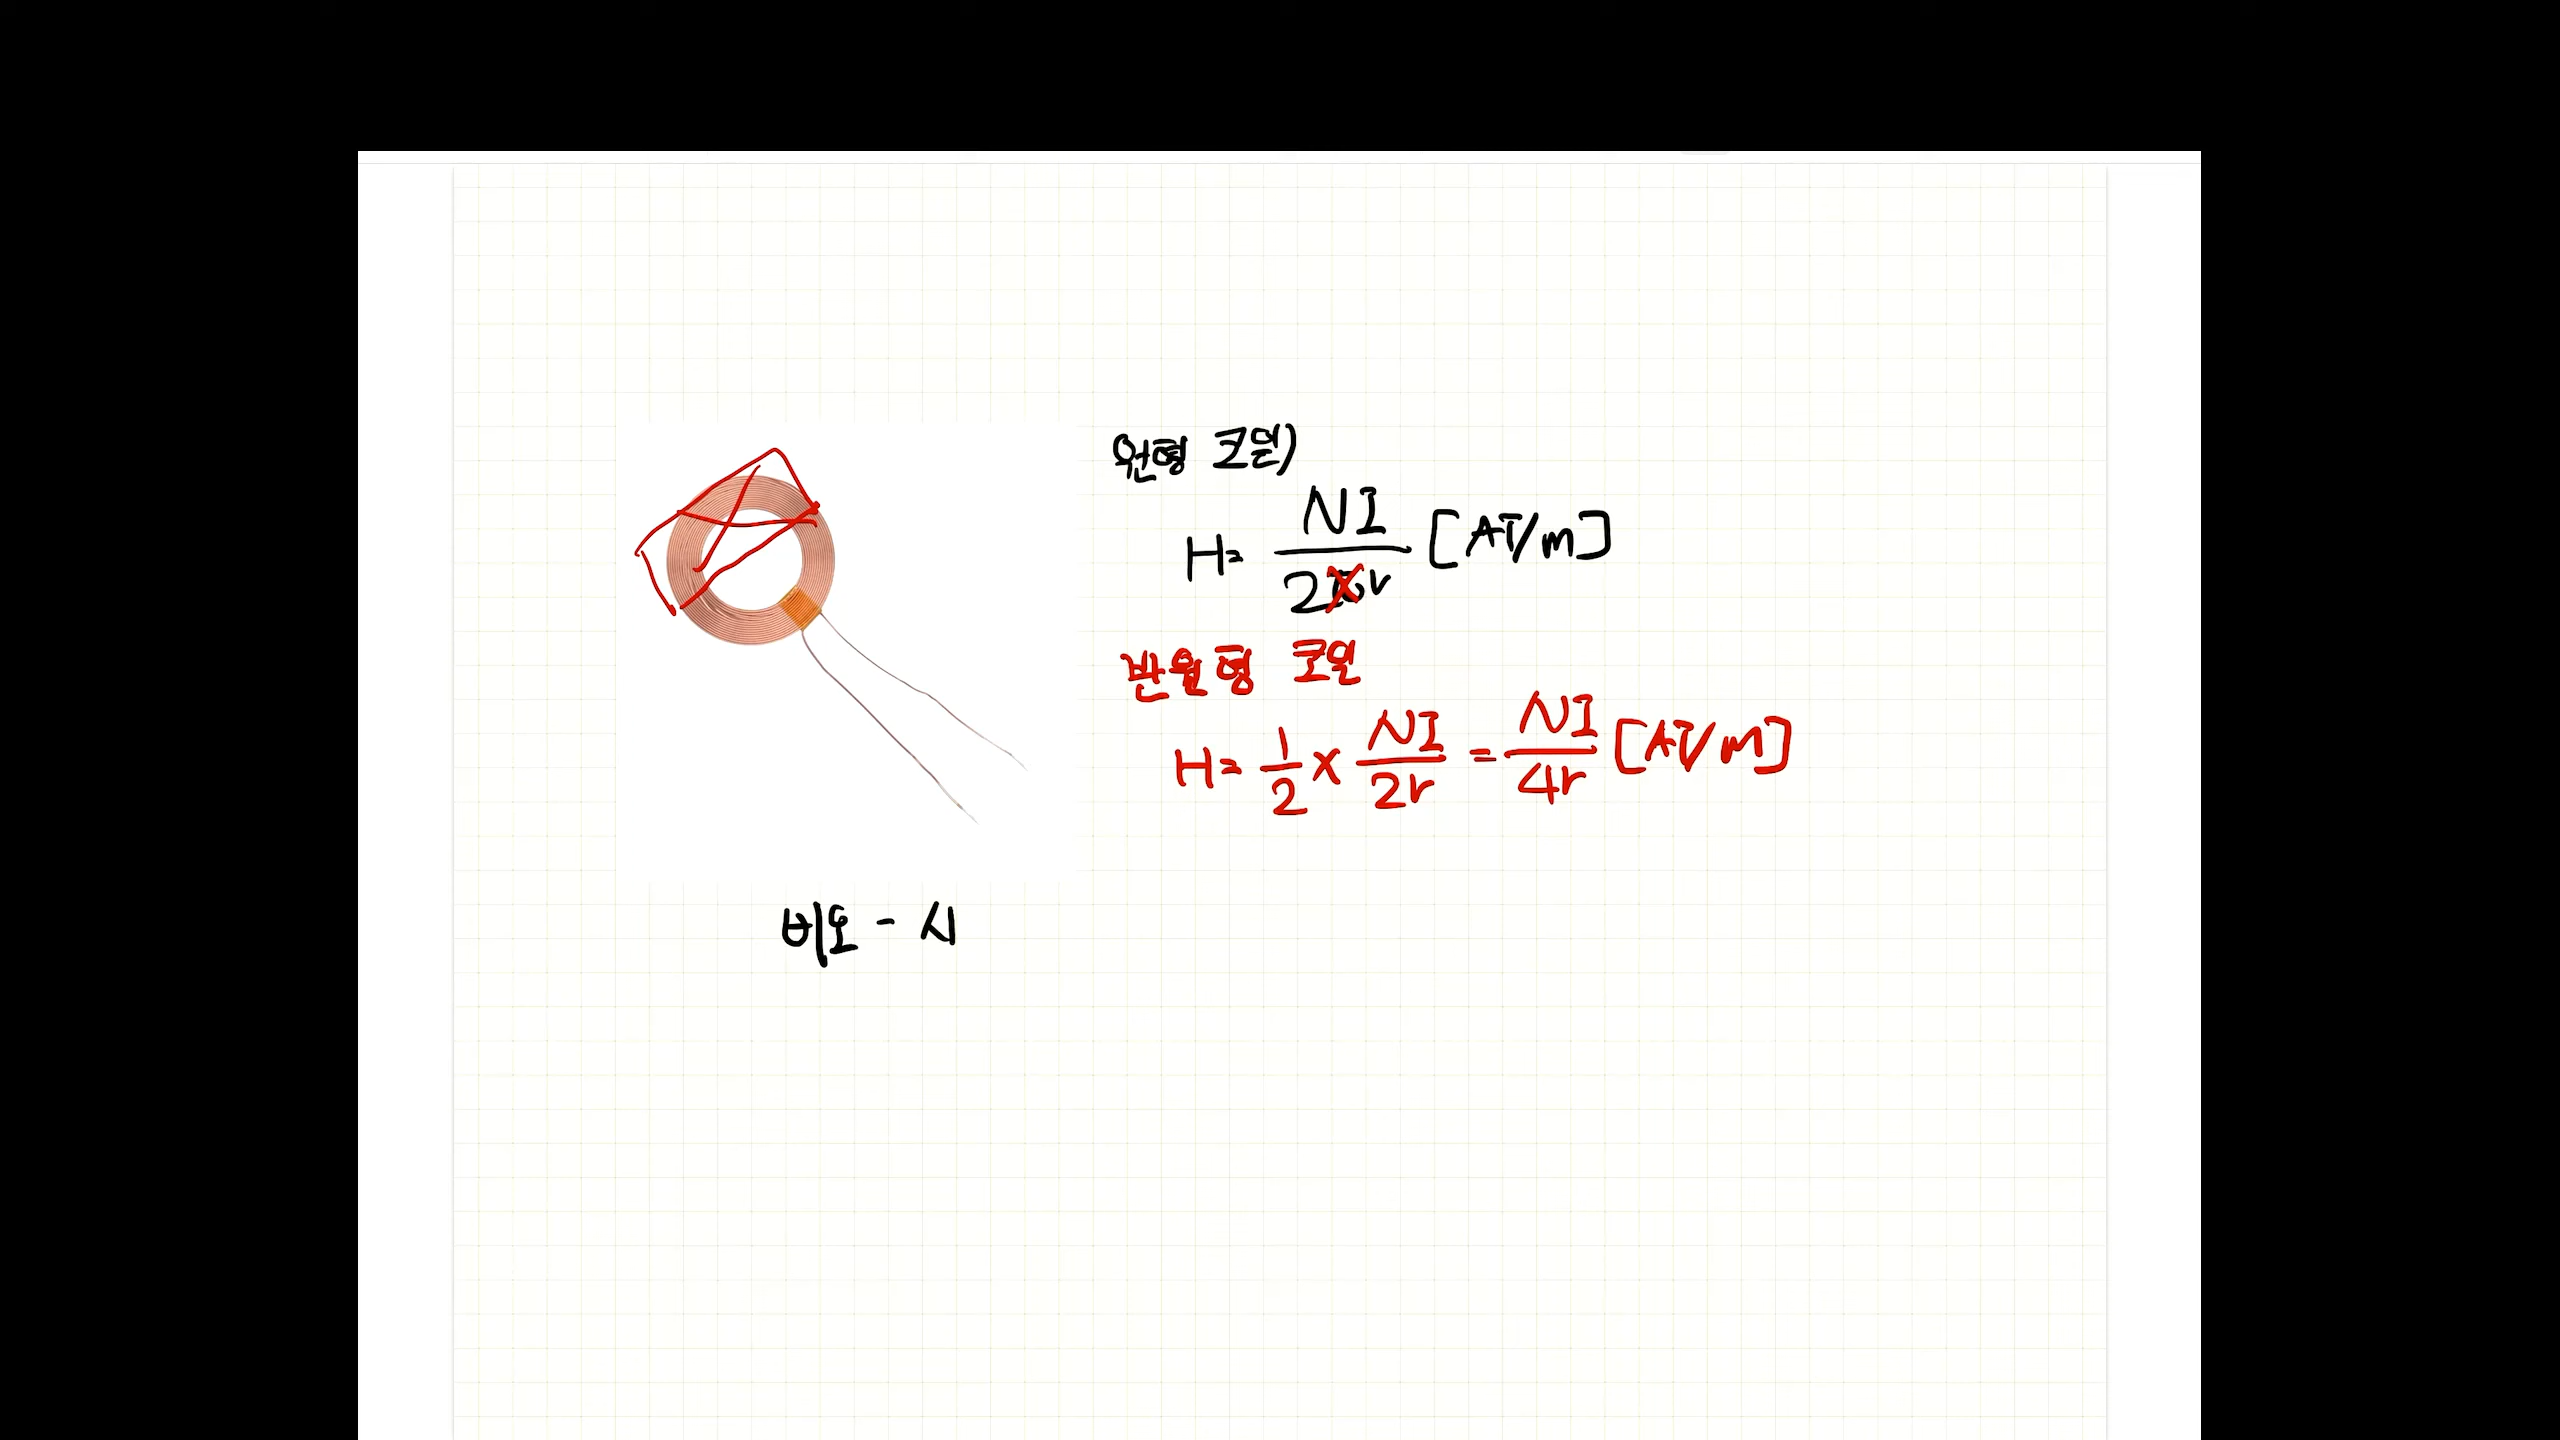 원형 코일)
H = NI / 2πr [AT/m]
반원형 코일
H = 1/2 × NI/2r = NI/4r [AT/m]
비오 - 사